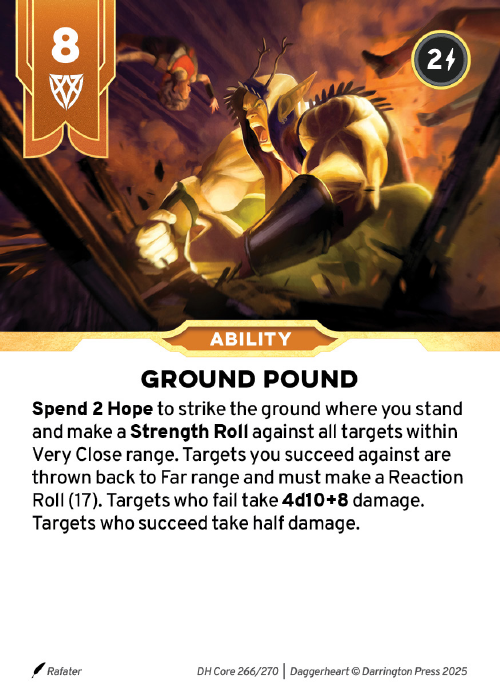 8
2
ABILITY
GROUND POUND
Spend 2 Hope to strike the ground where you stand
and make a Strength Roll against all targets within
Very Close range. Targets you succeed against are
thrown back to Far range and must make a Reaction
Roll (17). Targets who fail take 4d10+8 damage.
Targets who succeed take half damage.
Rafater
DH Core 266/270 | Daggerheart © Darrington Press 2025